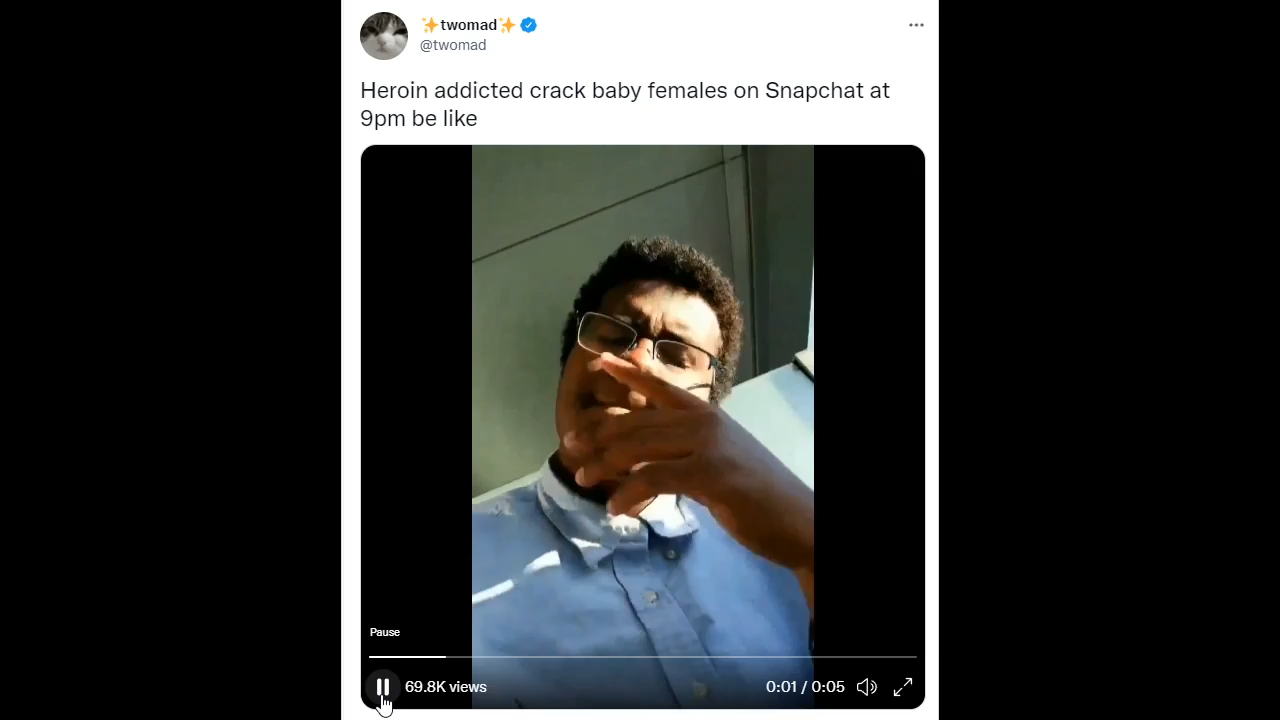 ✨twomad✨
@twomad
Heroin addicted crack baby females on Snapchat at
9pm be like
Pause
69.8K views
0:01 / 0:05